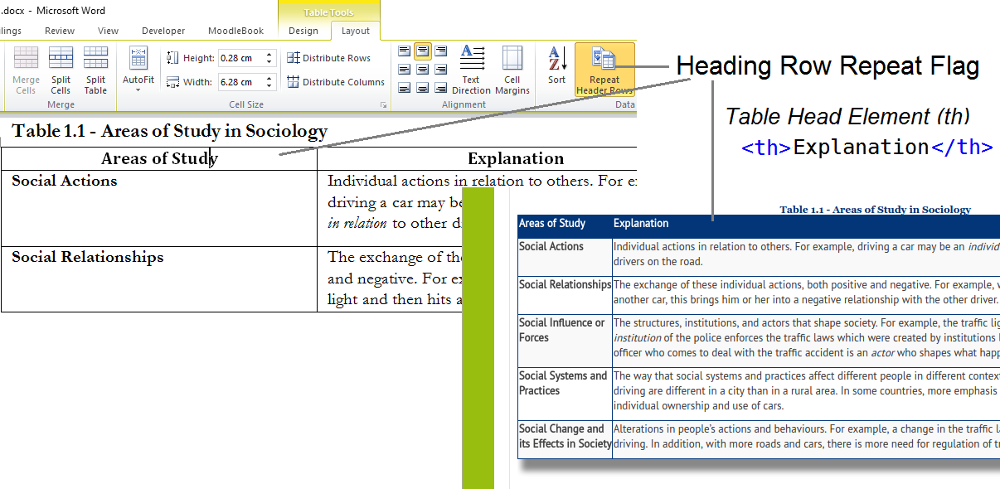 .docx - Microsoft Word
Table Tools
ilings Review View Developer MoodleBook Design Layout
Merge Cells
Split Cells
Split Table
Merge
AutoFit
Height: 0.28 cm
Width: 6.28 cm
Distribute Rows
Distribute Columns
Cell Size
Text Direction
Cell Margins
Alignment
Sort
Repeat Header Rows
Data
Heading Row Repeat Flag
Table Head Element (th)
<th>Explanation</th>
Table 1.1 - Areas of Study in Sociology
Areas of Study Explanation
Social Actions
Individual actions in relation to others. For
driving a car may be
in relation to other
Social Relationships
The exchange of
and negative. For
light and then hits
Table 1.1 - Areas of Study in Sociology
Areas of Study Explanation
Social Actions
Individual actions in relation to others. For example, driving a car may be an
drivers on the road.
Social Relationships
The exchange of these individual actions, both positive and negative. For example,
another car, this brings him or her into a negative relationship with the other driver.
Social Influence or
Forces
The structures, institutions, and actors that shape society. For example, the traffic
institution of the police enforces the traffic laws which were created by institutions
officer who comes to deal with the traffic accident is an actor who shapes what
Social Systems and
Practices
The way that social systems and practices affect different people in different
driving are different in a city than in a rural area. In some countries, more emphasis
individual ownership and use of cars.
Social Change and
its Effects in Society
Alterations in people's actions and behaviours. For example, a change in the traffic
driving. In addition, with more roads and cars, there is more need for regulation of